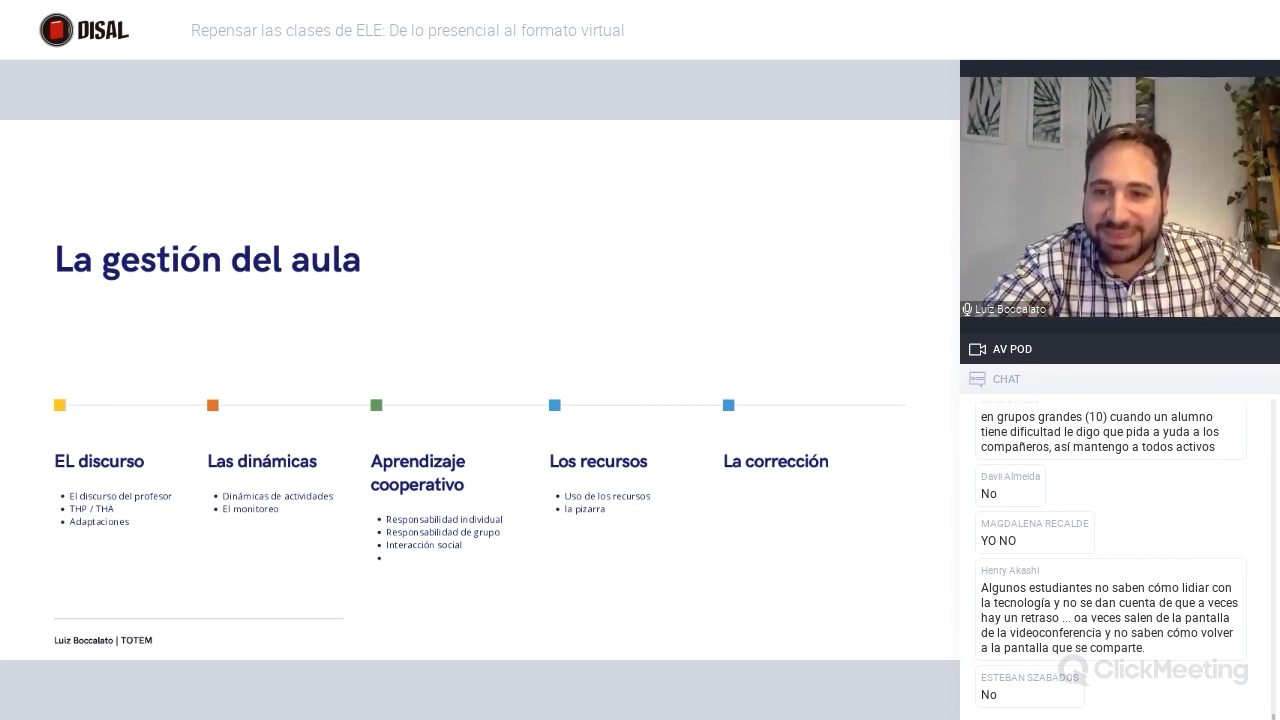 DISAL
Repensar las clases de ELE: De lo presencial al formato virtual
La gestión del aula
EL discurso
El discurso del profesor
THP / THA
Adaptaciones
Las dinámicas
Dinámicas de actividades
El monitoreo
Aprendizaje
cooperativo
Responsabilidad individual
Responsabilidad de grupo
Interacción social
Los recursos
Uso de los recursos
la pizarra
La corrección
Luiz Boccalato | TOTEM
Luiz Boccalato
AV POD
CHAT
en grupos grandes (10) cuando un alumno
tiene dificultad le digo que pida a yuda a los
compañeros, así mantengo a todos activos
Davii Almeida
No
MAGDALENA RECALDE
YO NO
Henry Akashi
Algunos estudiantes no saben cómo lidiar con
la tecnología y no se dan cuenta de que a veces
hay un retraso ... oa veces salen de la pantalla
de la videoconferencia y no saben cómo volver
a la pantalla que se comparte.
ESTEBAN SZABADOS
No
ClickMeeting